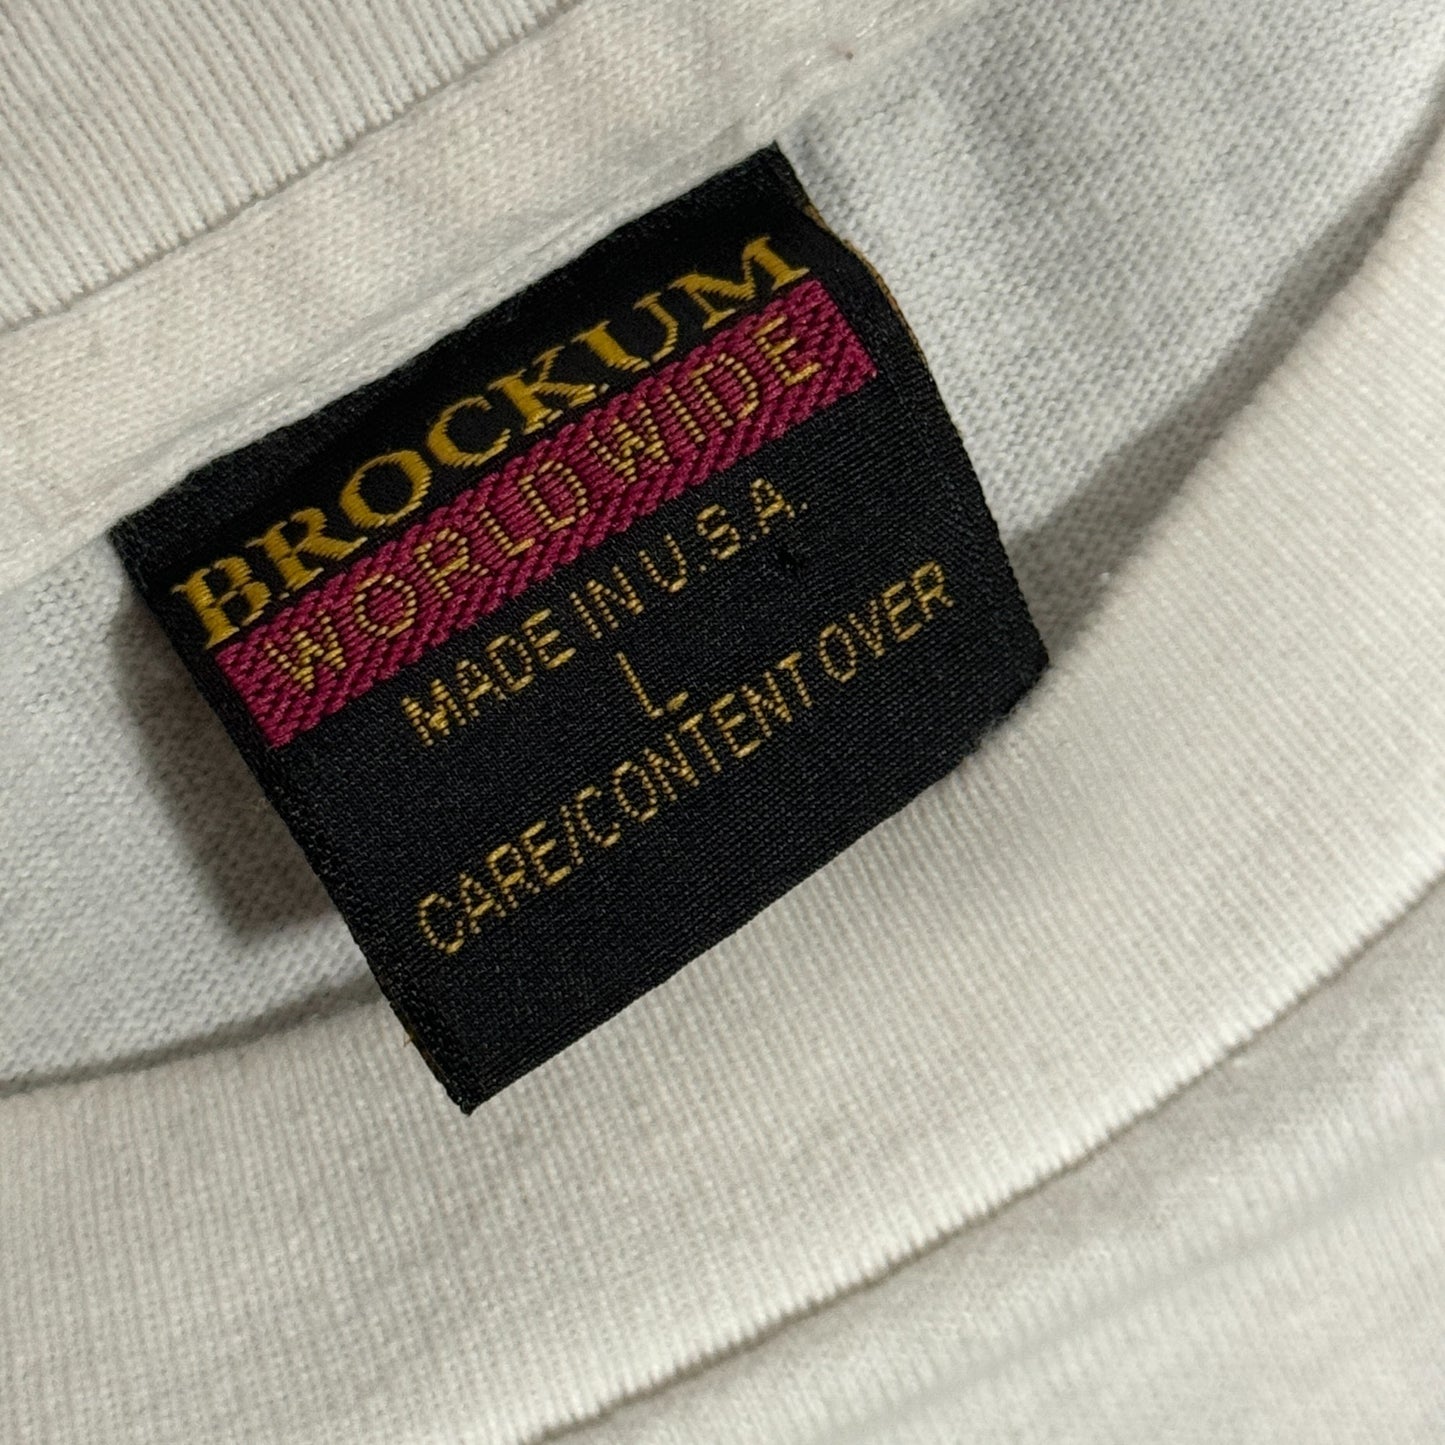 BROCKUM
WORLDWIDE
MADE IN U.S.A.
L
CARE/CONTENT OVER